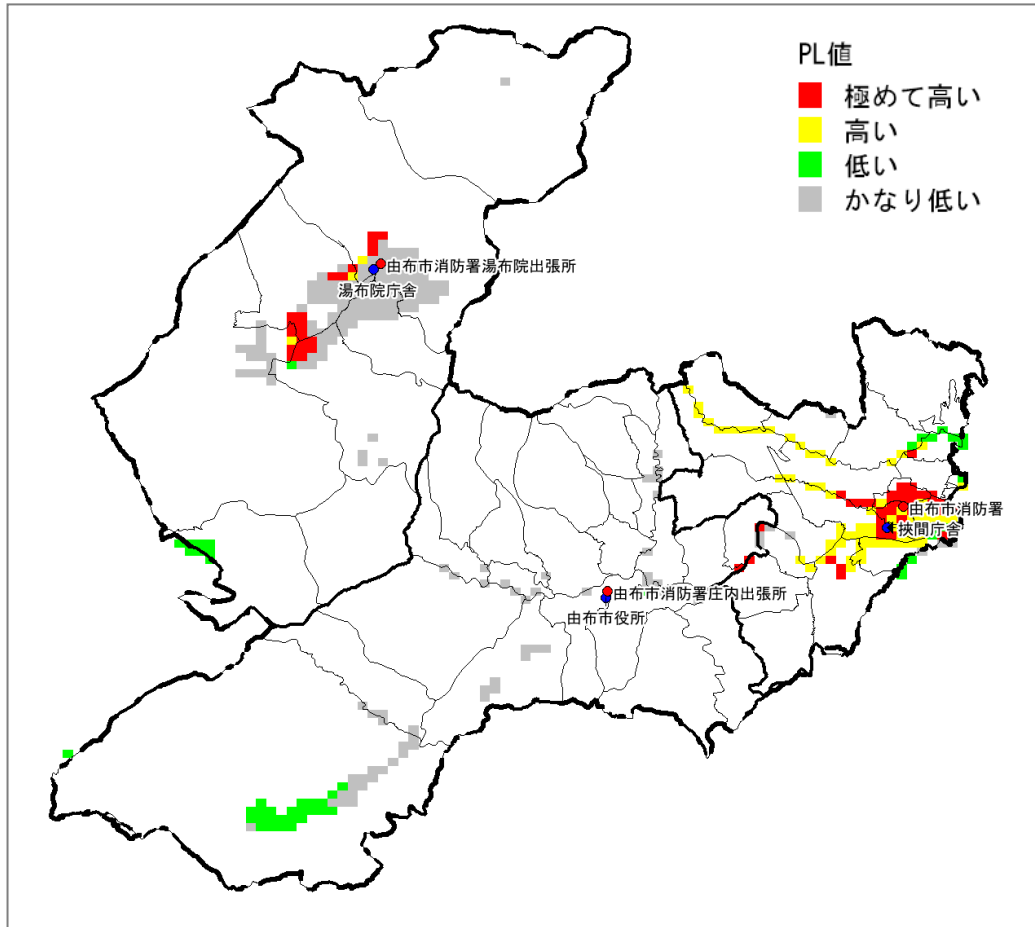 PL値
極めて高い
高い
低い
かなり低い
由布市消防署湯布院出張所
湯布院庁舎
由布市消防署
挾間庁舎
由布市消防署庄内出張所
由布市役所